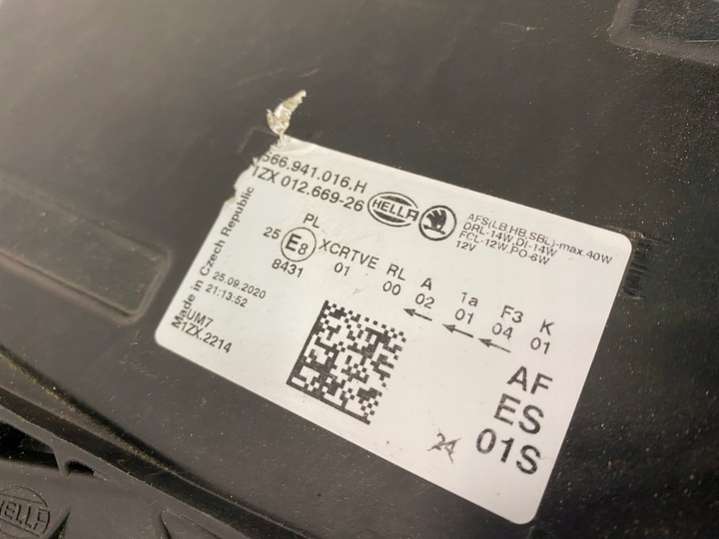 566.941.016.H
1ZX 012.669-26
HELLA
AFS(LB,HB,SBL)-max.40W
DRL-14W,DI-14W
FCL-12W,PO-6W
12V
Made in Czech Republic
25.09.2020
21:13:52
UM7
1ZX.2214
PL
25 E8 XCRTVE RL A 1a F3 K
8431 01 00 02 01 04 01
AF
ES
01S
24
HELLA